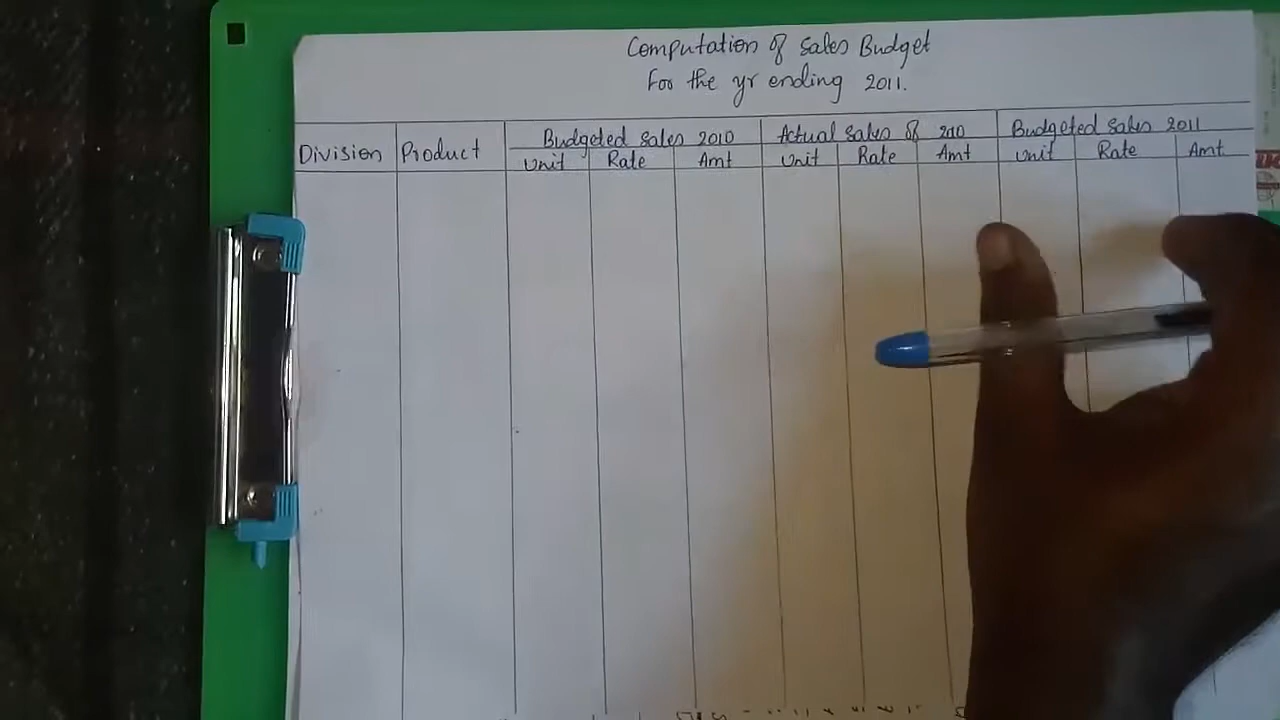 Computation of Sales Budget
For the yr ending 2011.
Division Product Budgeted Sales 2010 Actual Sales of 2010 Budgeted Sales 2011
Unit Rate Amt Unit Rate Amt Unit Rate Amt